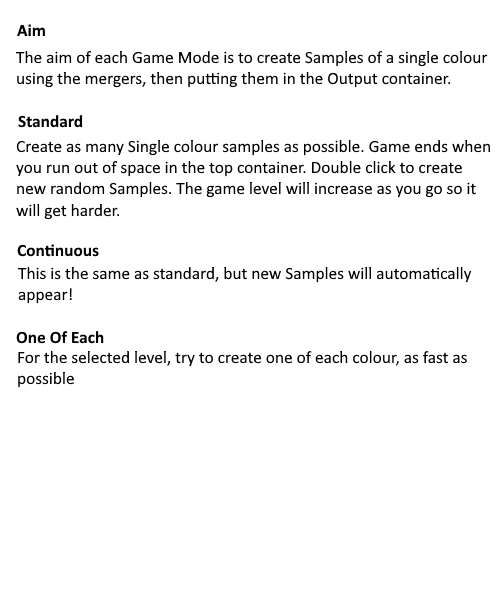 Aim
The aim of each Game Mode is to create Samples of a single colour
using the mergers, then putting them in the Output container.
Standard
Create as many Single colour samples as possible. Game ends when
you run out of space in the top container. Double click to create
new random Samples. The game level will increase as you go so it
will get harder.
Continuous
This is the same as standard, but new Samples will automatically
appear!
One Of Each
For the selected level, try to create one of each colour, as fast as
possible